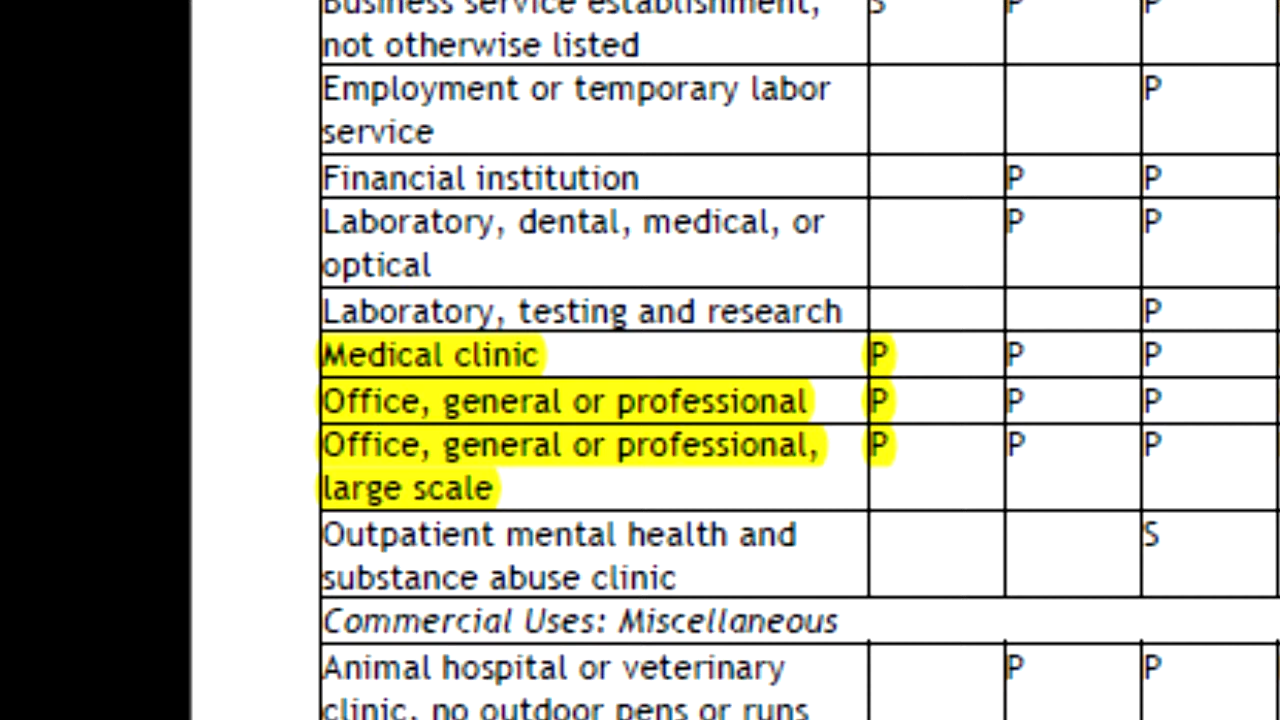 Business service establishment, S P P
not otherwise listed
Employment or temporary labor P
service
Financial institution P P
Laboratory, dental, medical, or P P
optical
Laboratory, testing and research P
Medical clinic P P P
Office, general or professional P P P
Office, general or professional, P P P
large scale
Outpatient mental health and S
substance abuse clinic
Commercial Uses: Miscellaneous
Animal hospital or veterinary P P
clinic, no outdoor pens or runs